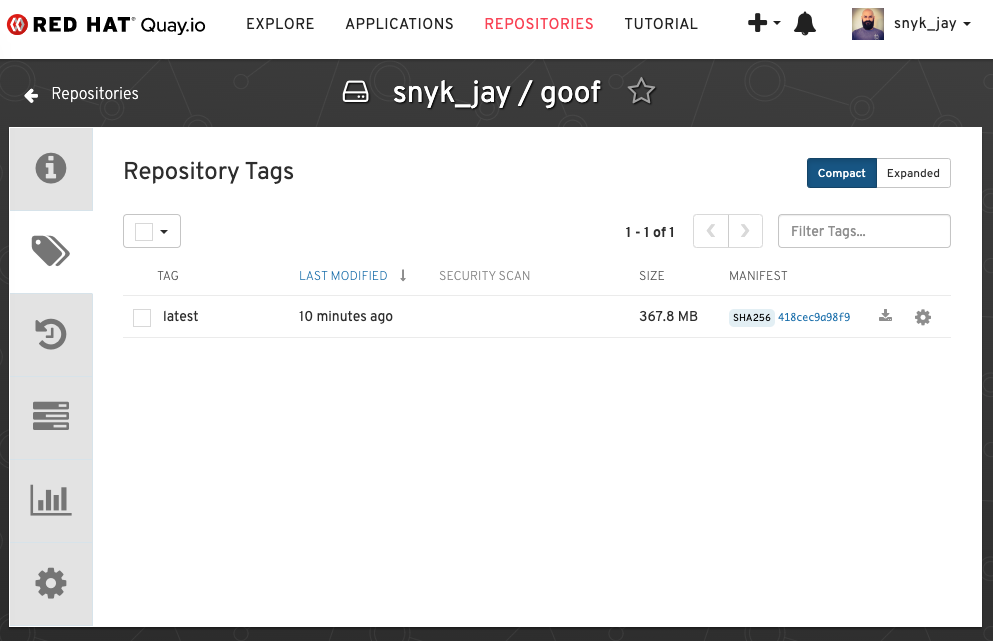 RED HAT® Quay.io EXPLORE APPLICATIONS REPOSITORIES TUTORIAL snyk_jay
Repositories snyk_jay / goof
Repository Tags Compact Expanded
1 - 1 of 1 Filter Tags...
TAG LAST MODIFIED SECURITY SCAN SIZE MANIFEST
latest 10 minutes ago 367.8 MB SHA256 418cec9a98f9